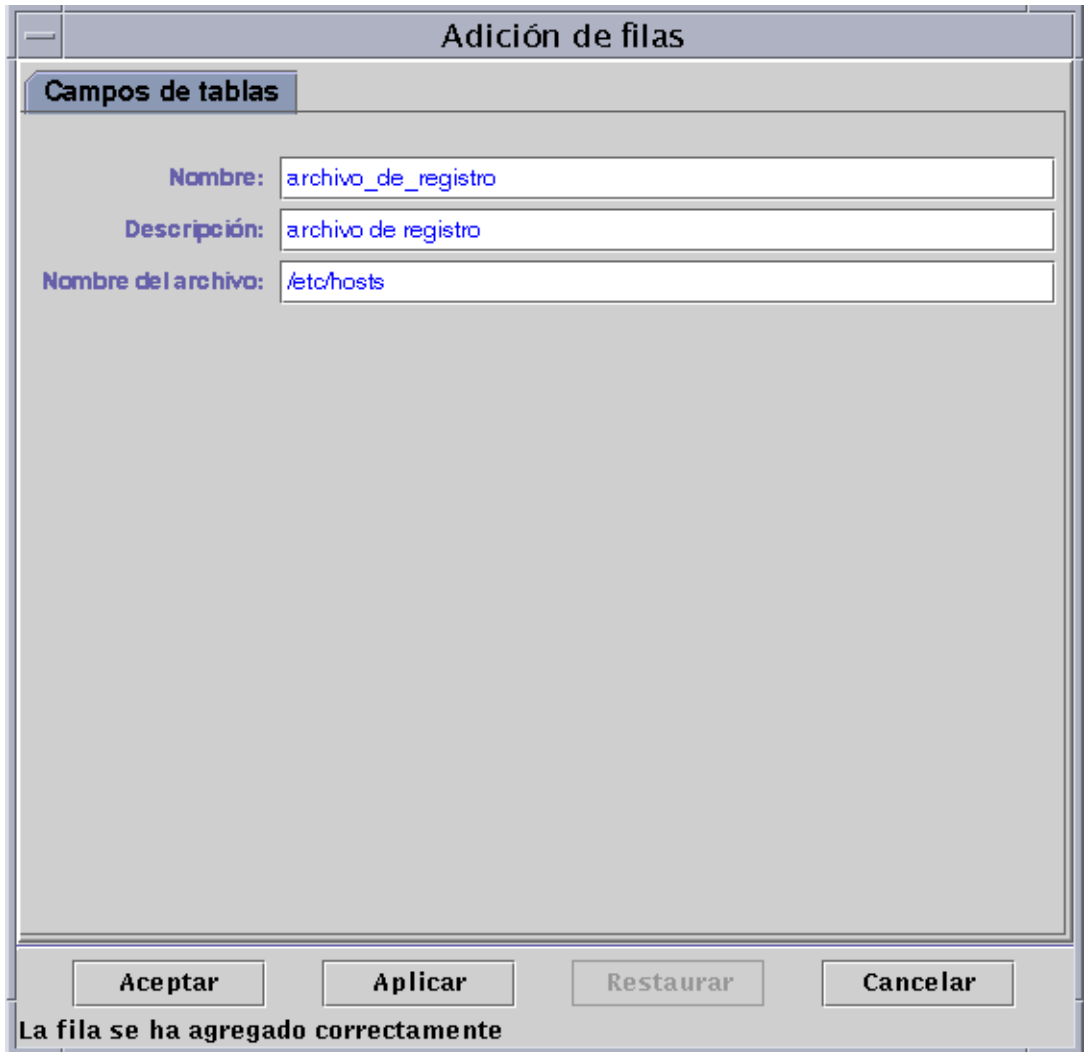 Adición de filas
Campos de tablas
Nombre: archivo_de_registro
Descripción: archivo de registro
Nombre del archivo: /etc/hosts
Aceptar Aplicar Restaurar Cancelar
La fila se ha agregado correctamente